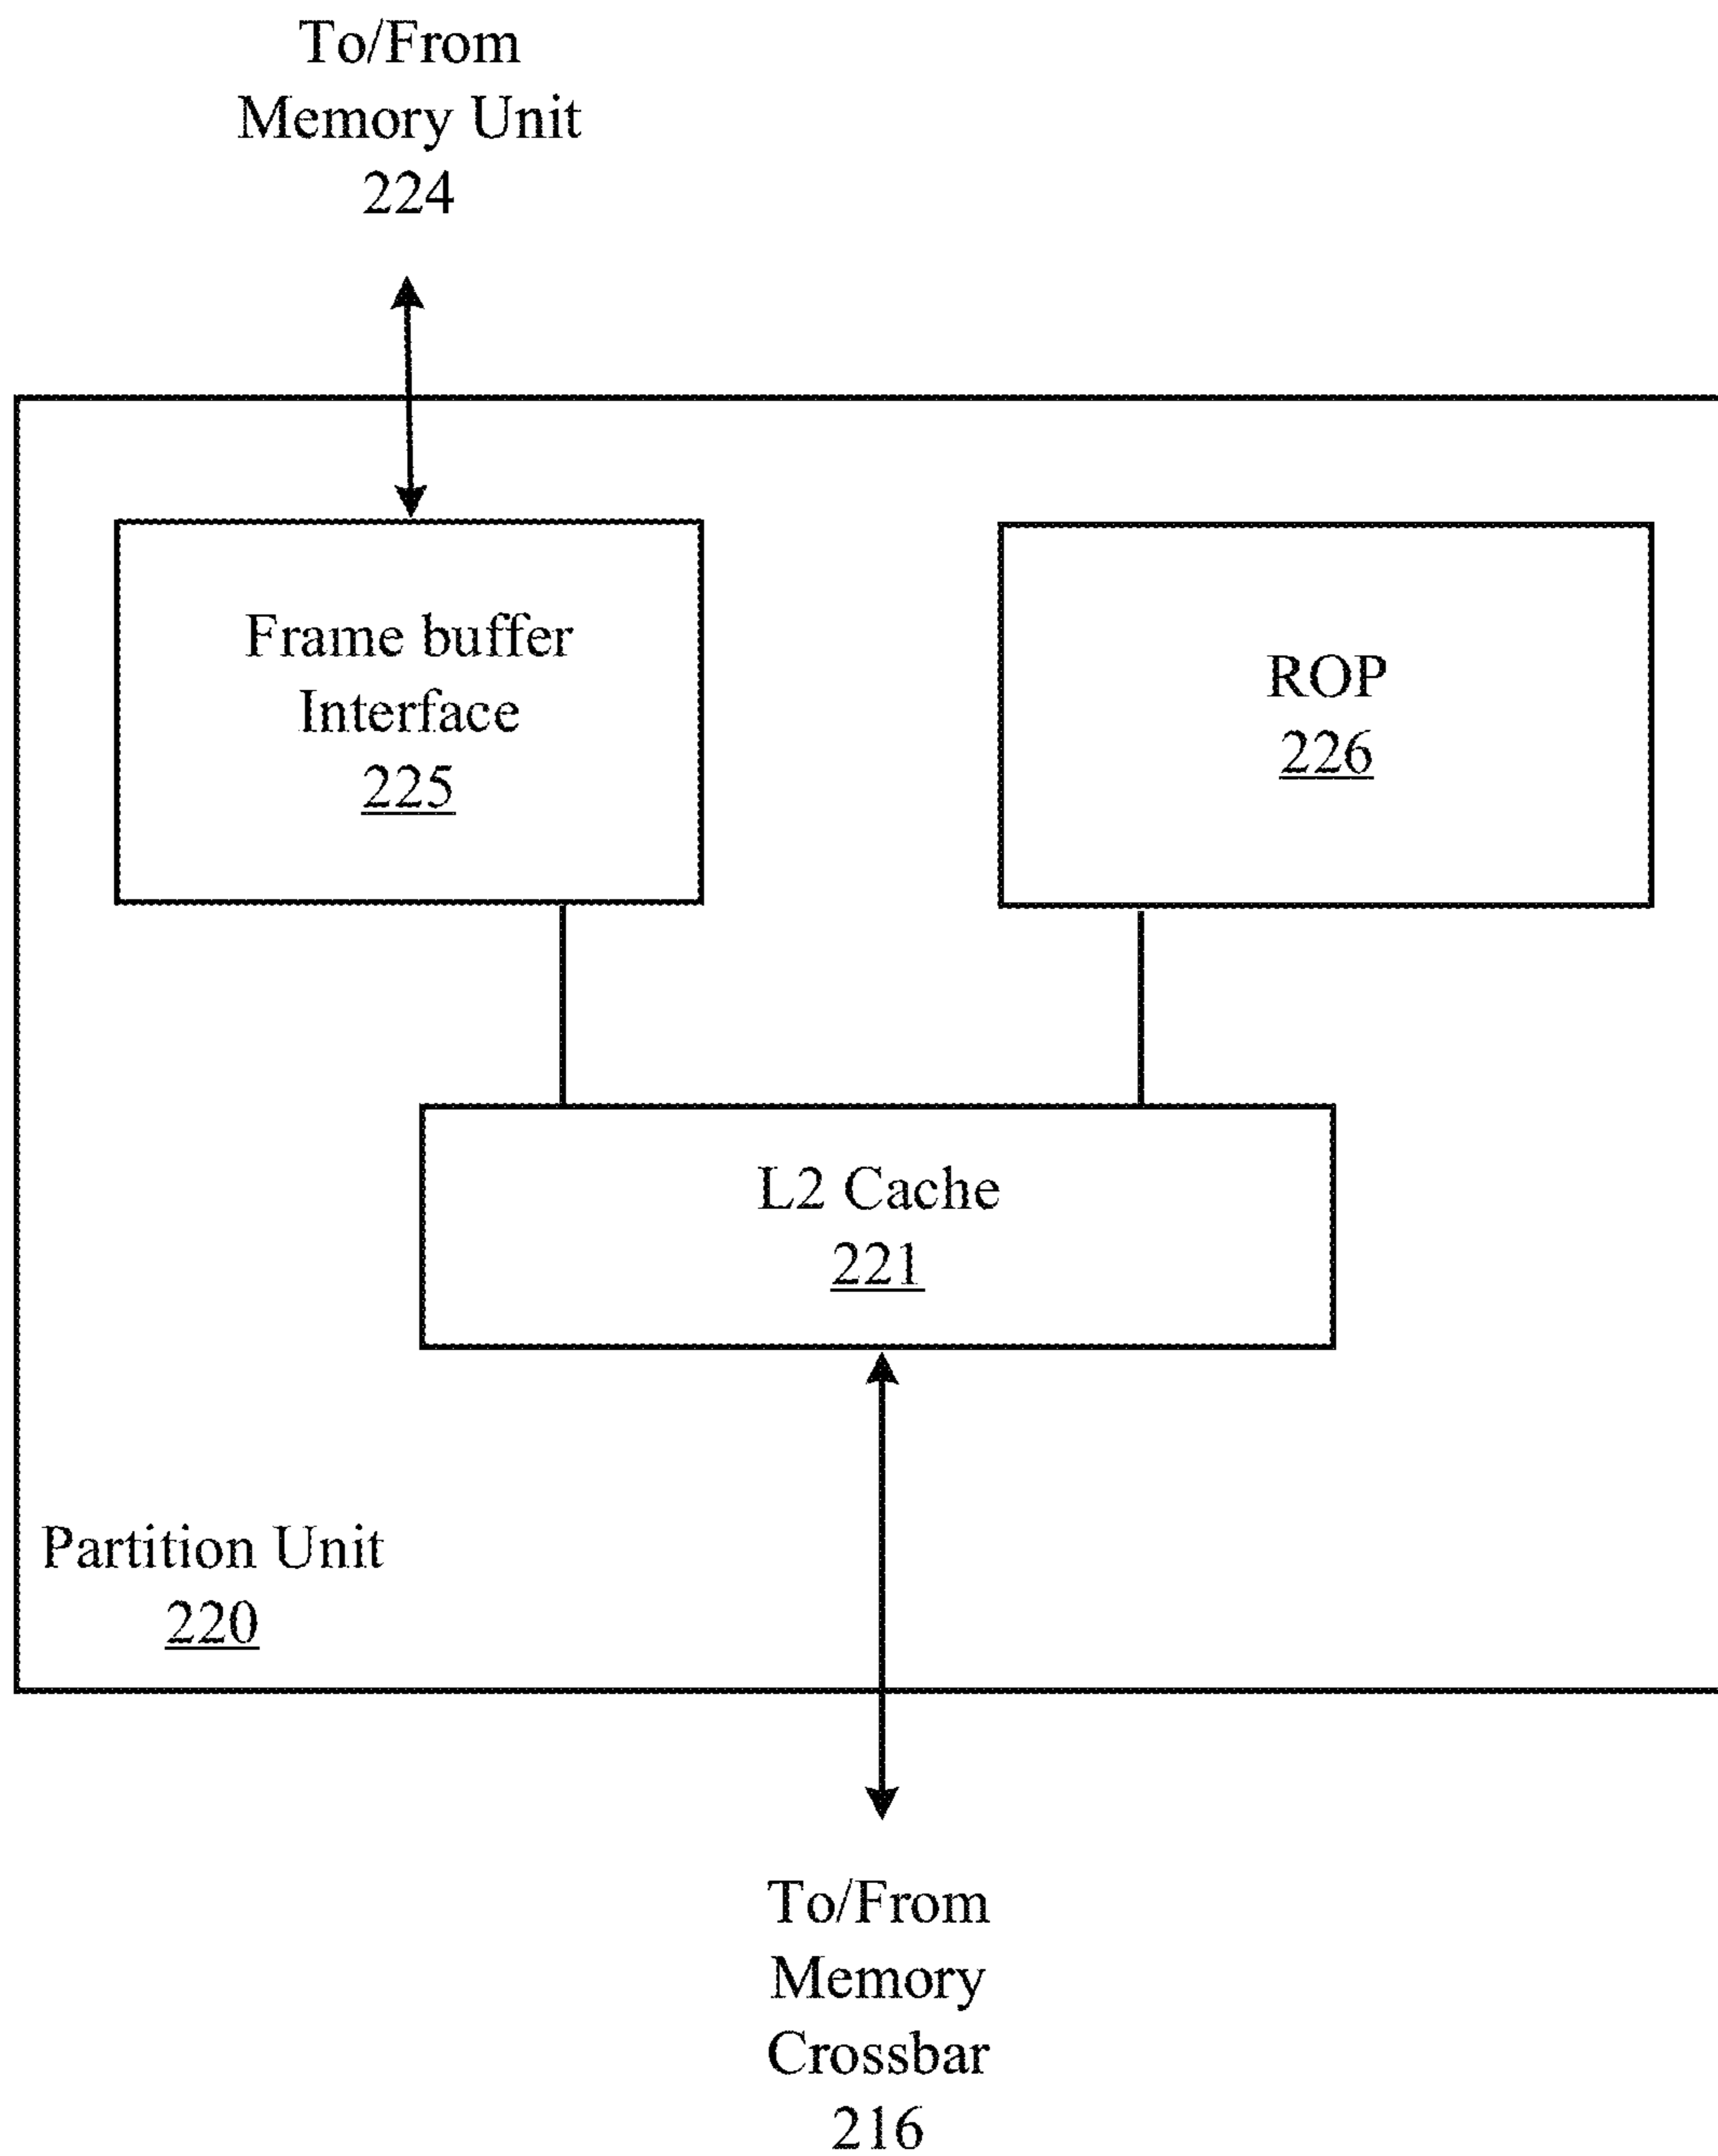 To/From
Memory Unit
224
Frame buffer
Interface
225
ROP
226
L2 Cache
221
Partition Unit
220
To/From
Memory
Crossbar
216